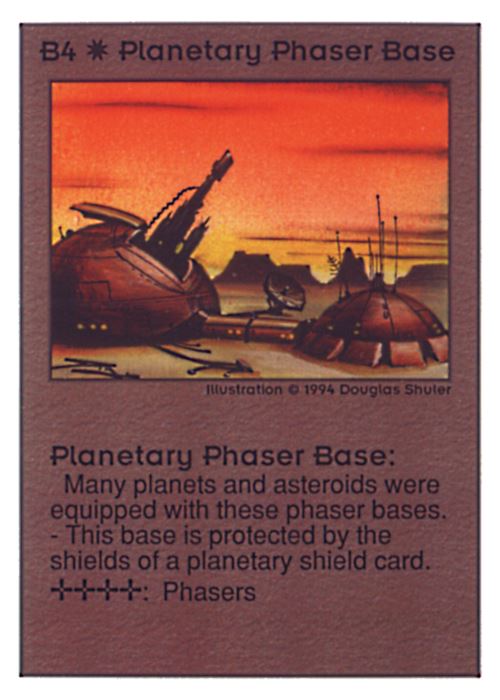 B4 ✷ Planetary Phaser Base
Illustration © 1994 Douglas Shuler
Planetary Phaser Base:
Many planets and asteroids were
equipped with these phaser bases.
- This base is protected by the
shields of a planetary shield card.
✢✢✢✢: Phasers